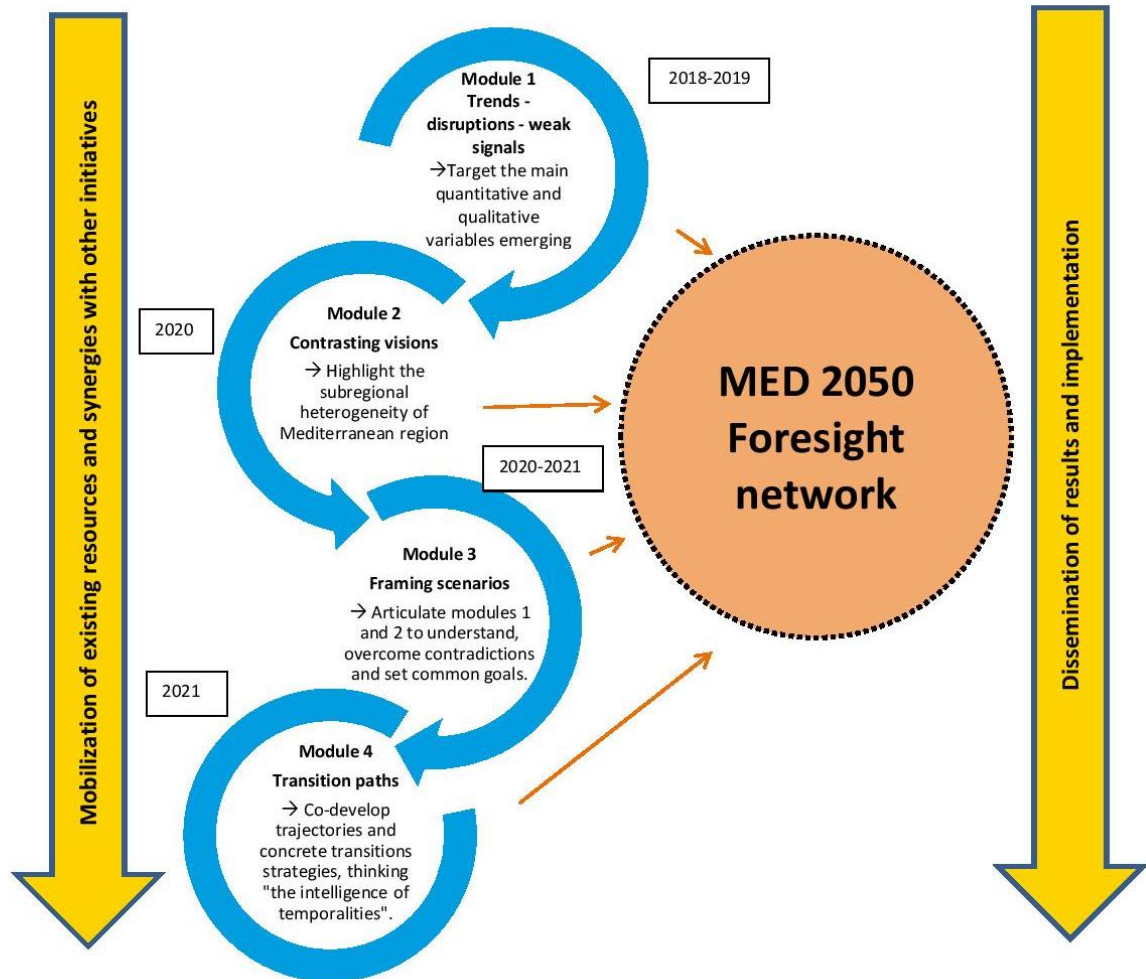 Mobilization of existing resources and synergies with other initiatives
Module 1
Trends -
disruptions - weak
signals
→Target the main
quantitative and
qualitative
variables emerging
2018-2019
2020
Module 2
Contrasting visions
→ Highlight the
subregional
heterogeneity of
Mediterranean region
2020-2021
Module 3
Framing scenarios
→ Articulate modules 1
and 2 to understand,
overcome contradictions
and set common goals.
2021
Module 4
Transition paths
→ Co-develop
trajectories and
concrete transitions
strategies, thinking
"the intelligence of
temporalities".
MED 2050
Foresight
network
Dissemination of results and implementation